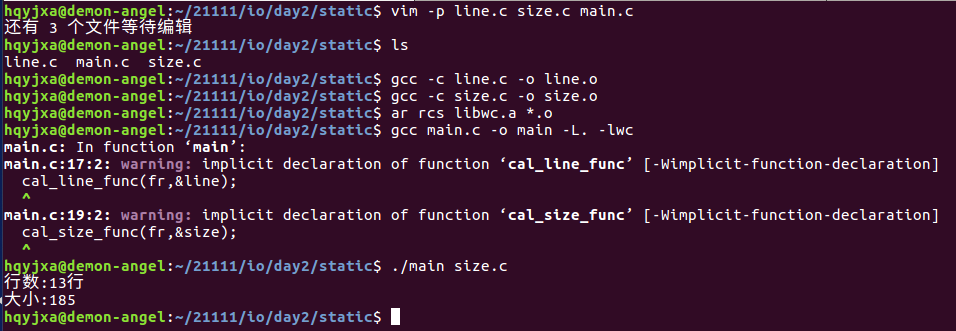 hqyjxa@demon-angel:~/21111/io/day2/static$ vim -p line.c size.c main.c
还有 3 个文件等待编辑
hqyjxa@demon-angel:~/21111/io/day2/static$ ls
line.c  main.c  size.c
hqyjxa@demon-angel:~/21111/io/day2/static$ gcc -c line.c -o line.o
hqyjxa@demon-angel:~/21111/io/day2/static$ gcc -c size.c -o size.o
hqyjxa@demon-angel:~/21111/io/day2/static$ ar rcs libwc.a *.o
hqyjxa@demon-angel:~/21111/io/day2/static$ gcc main.c -o main -L. -lwc
main.c: In function ‘main’:
main.c:17:2: warning: implicit declaration of function ‘cal_line_func’ [-Wimplicit-function-declaration]
  cal_line_func(fr,&line);
  ^
main.c:19:2: warning: implicit declaration of function ‘cal_size_func’ [-Wimplicit-function-declaration]
  cal_size_func(fr,&size);
  ^
hqyjxa@demon-angel:~/21111/io/day2/static$ ./main size.c
行数:13行
大小:185
hqyjxa@demon-angel:~/21111/io/day2/static$